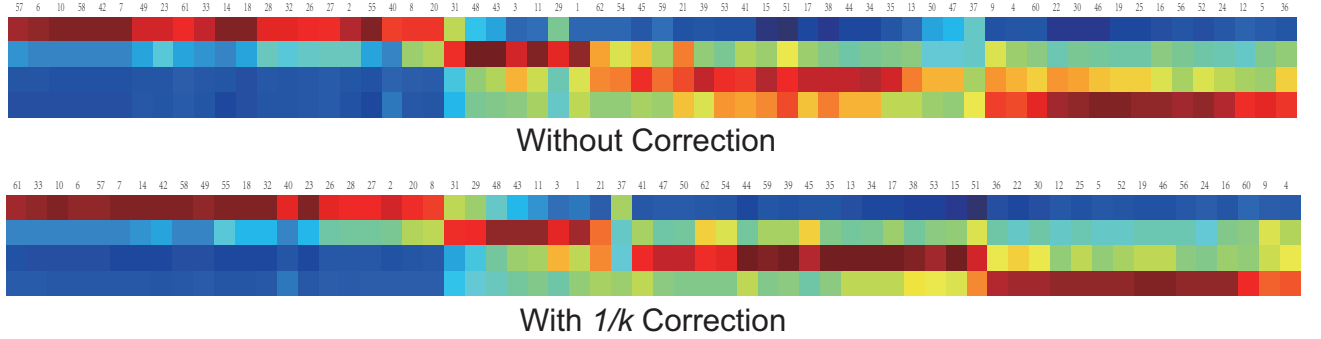 57 6 10 58 42 7 49 23 61 33 14 18 28 32 26 27 2 55 40 8 20 31 48 43 3 11 29 1 62 54 45 59 21 39 53 41 15 51 17 38 44 34 35 13 50 47 37 9 4 60 22 30 46 19 25 16 56 52 24 12 5 36
Without Correction
61 33 10 6 57 7 14 42 58 49 55 18 32 40 23 26 28 27 2 20 8 31 29 48 43 11 3 1 21 37 41 47 50 62 54 44 59 39 45 35 13 34 17 38 53 15 51 36 22 30 12 25 5 52 19 46 56 24 16 60 9 4
With 1/k Correction